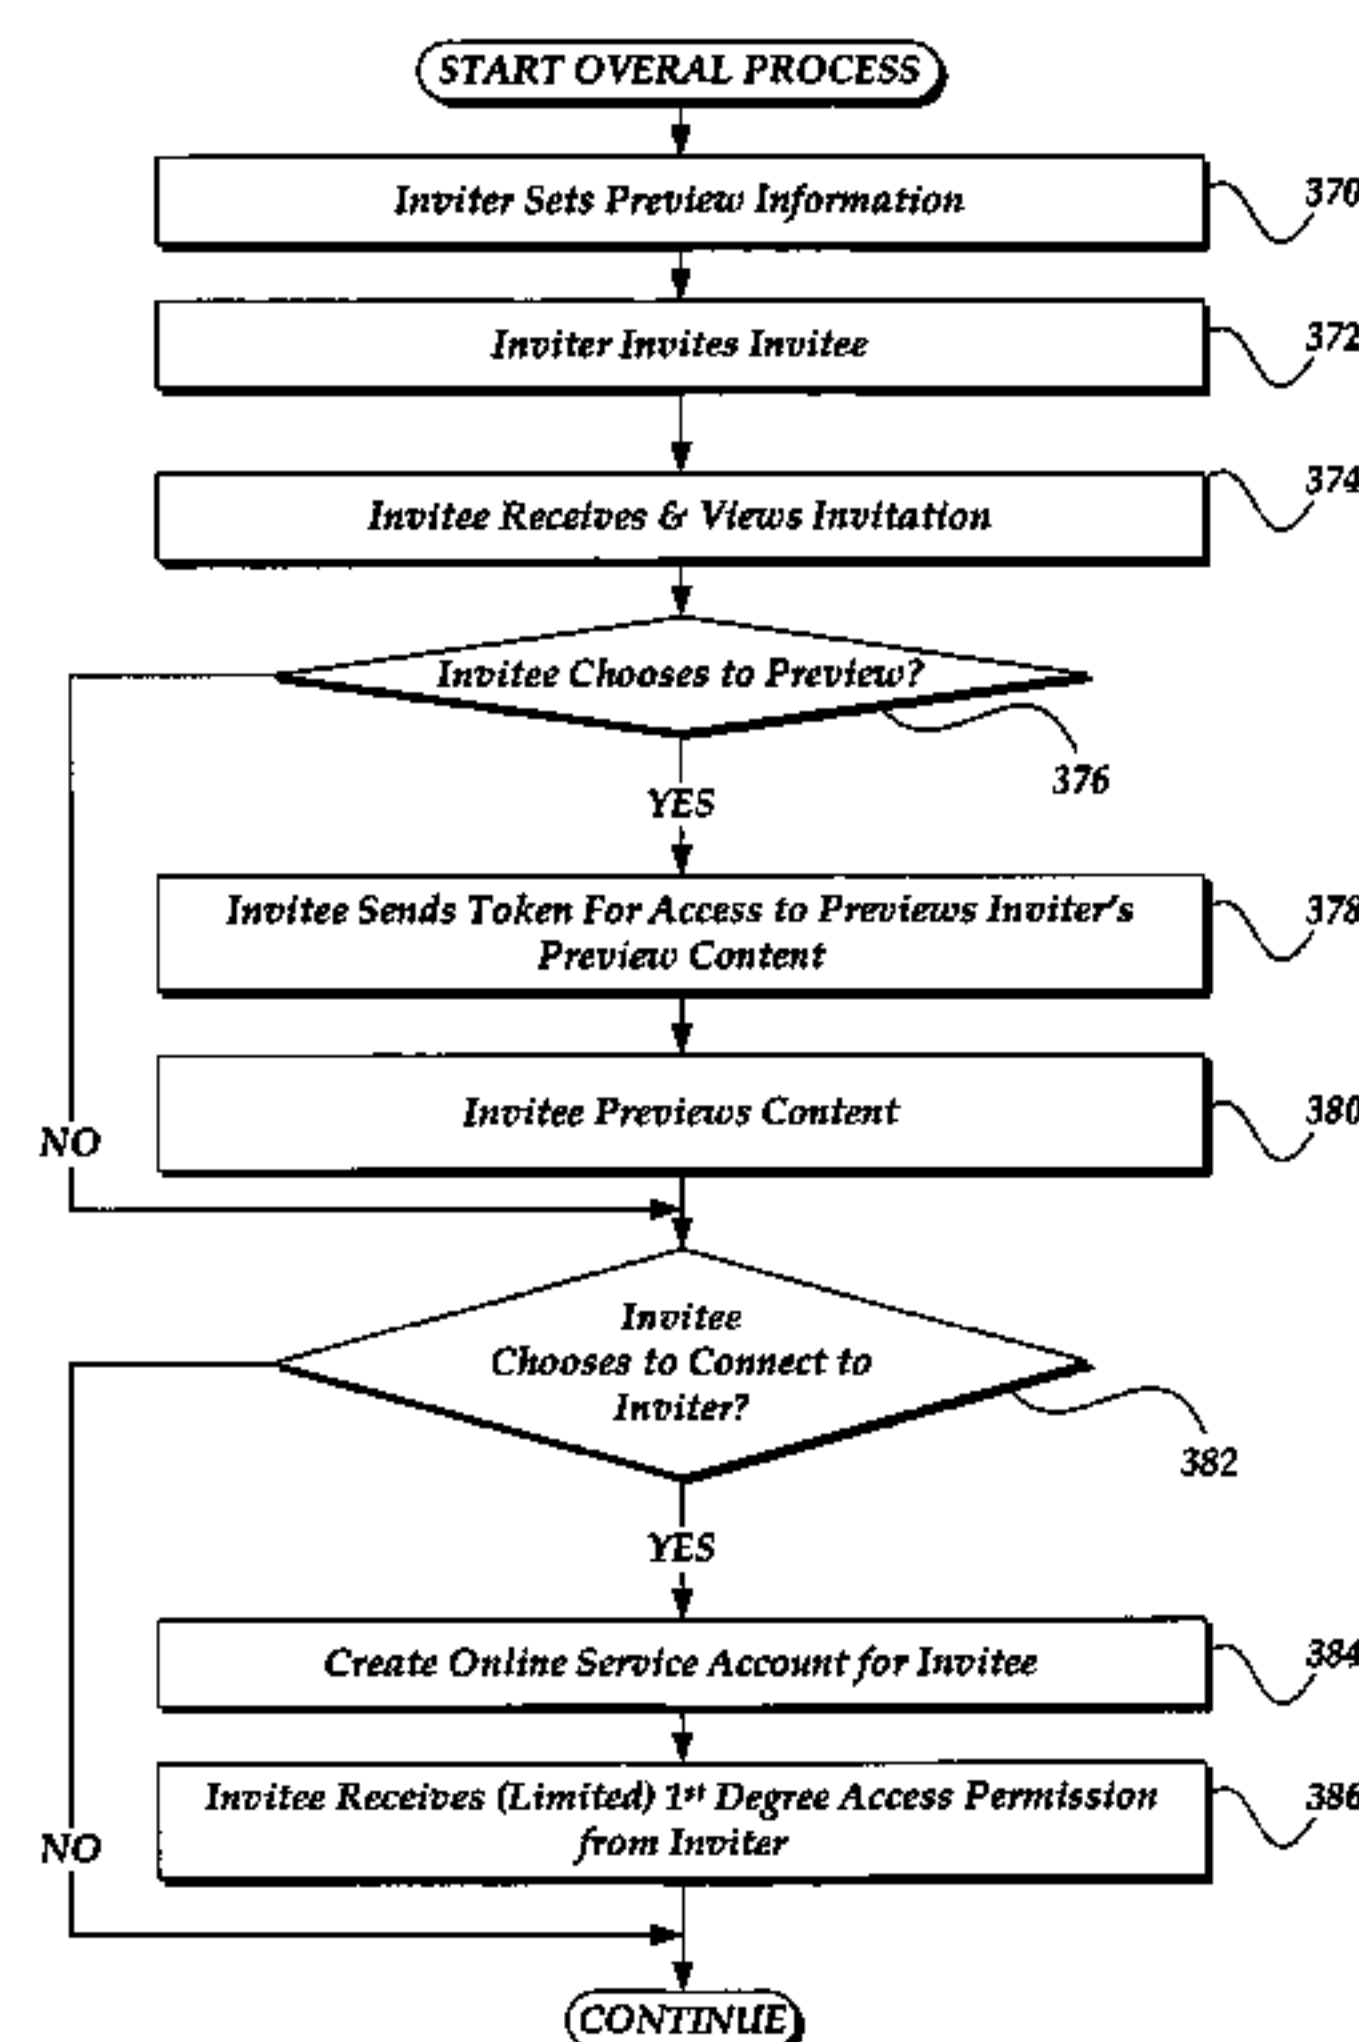 START OVERAL PROCESS
Inviter Sets Preview Information
370
Inviter Invites Invitee
372
Invitee Receives & Views Invitation
374
Invitee Chooses to Preview?
376
YES
Invitee Sends Token For Access to Previews Inviter's
Preview Content
378
Invitee Previews Content
380
NO
Invitee
Chooses to Connect to
Inviter?
382
YES
Create Online Service Account for Invitee
384
Invitee Receives (Limited) 1st Degree Access Permission
from Inviter
386
NO
CONTINUE